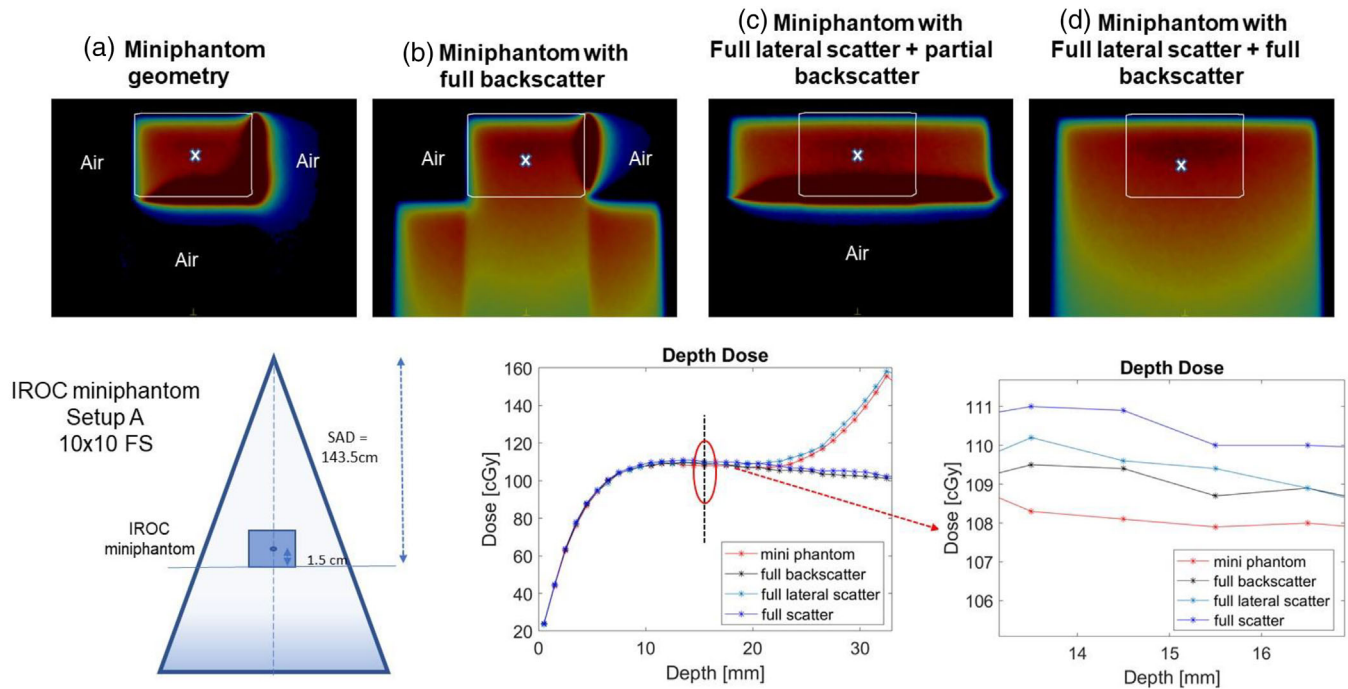 (a) Miniphantom
geometry
(b) Miniphantom with
full backscatter
(c) Miniphantom with
Full lateral scatter + partial
backscatter
(d) Miniphantom with
Full lateral scatter + full
backscatter
Air
x
Air
Air
x
Air
x
Air
x
IROC miniphantom
Setup A
10x10 FS
SAD =
143.5cm
IROC
miniphantom
1.5 cm
Depth Dose
Dose [cGy]
160
140
120
100
80
60
40
20
0
10
20
30
Depth [mm]
mini phantom
full backscatter
full lateral scatter
full scatter
Depth Dose
Dose [cGy]
111
110
109
108
107
106
14
15
16
Depth [mm]
mini phantom
full backscatter
full lateral scatter
full scatter